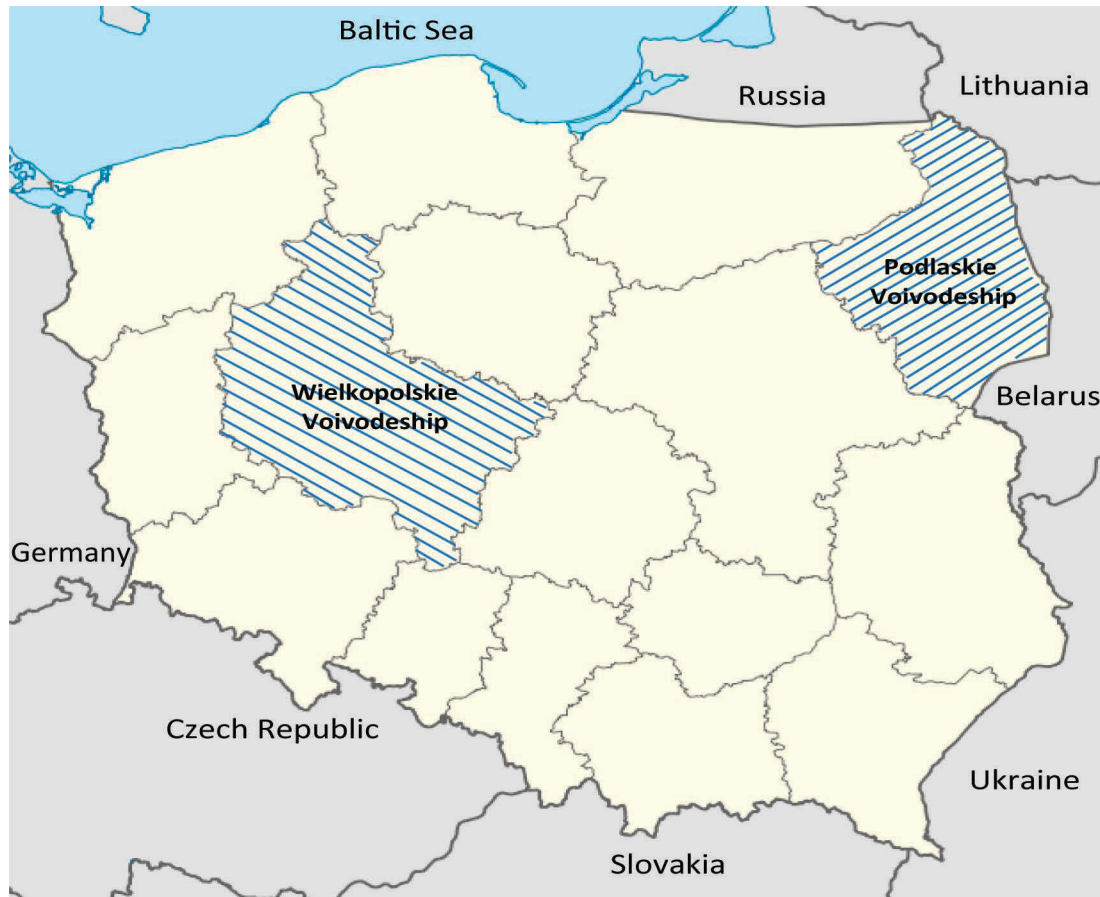 Baltic Sea
Russia
Lithuania
Podlaskie
Voivodeship
Wielkopolskie
Voivodeship
Belarus
Germany
Czech Republic
Ukraine
Slovakia